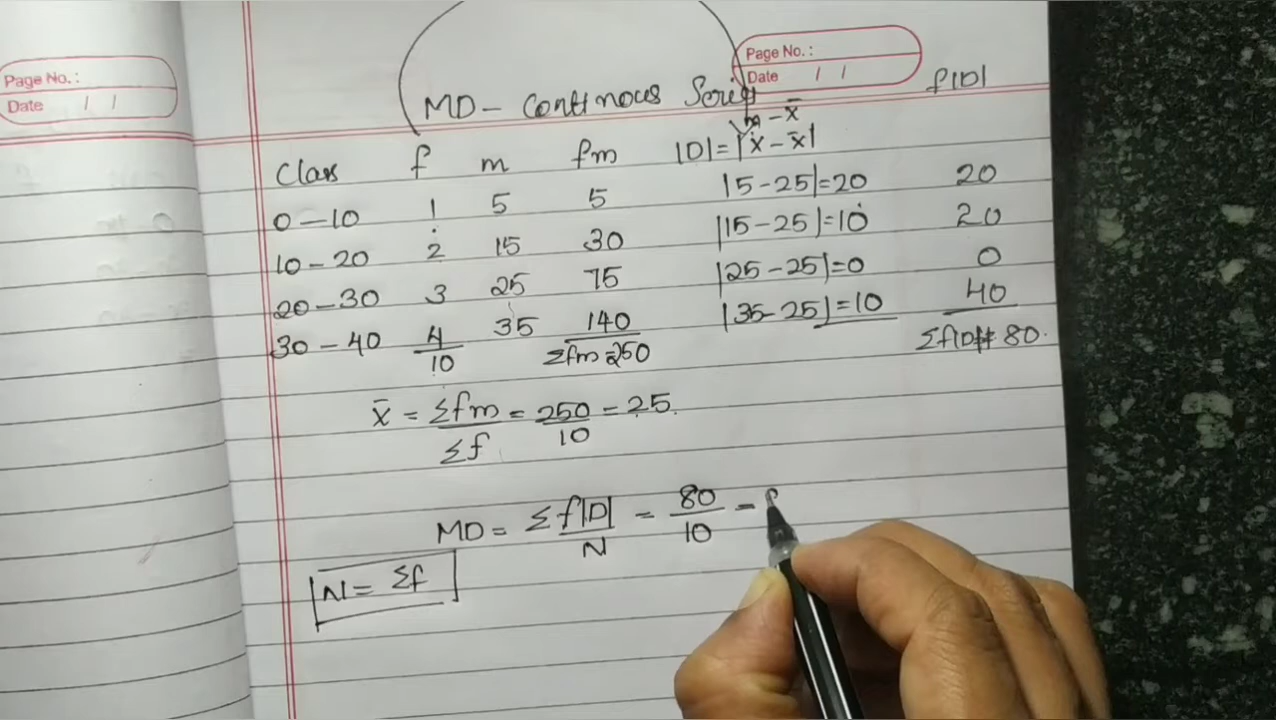 Page No. :
Date / /
Page No. :
Date / /
MD - Continous Series f|D|
m - x̄
Class f m fm |D| = |x - x̄|
0 - 10 1 5 5 |5 - 25| = 20 20
10 - 20 2 15 30 |15 - 25| = 10 20
20 - 30 3 25 75 |25 - 25| = 0 0
30 - 40 4 35 140 |35 - 25| = 10 40
10 Σfm = 250 Σf|D| = 80.
x̄ = Σfm / Σf = 250 / 10 = 25.
MD = Σf|D| / N = 80 / 10 -
N = Σf